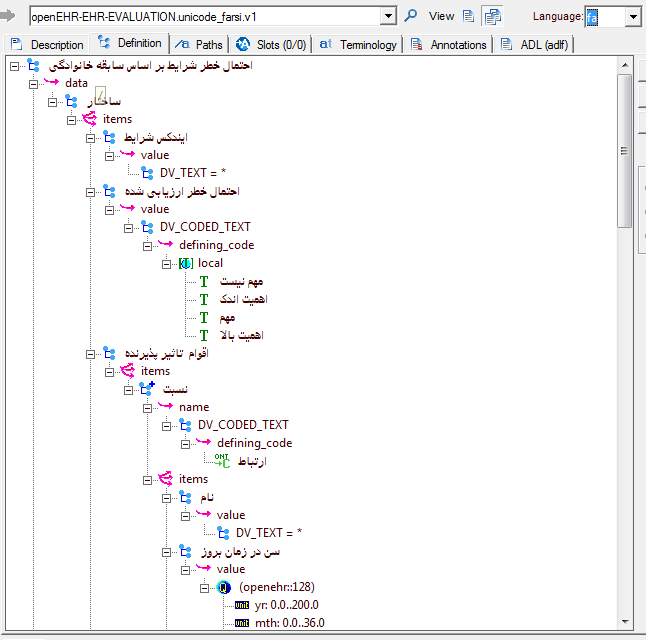 openEHR-EHR-EVALUATION.unicode_farsi.v1 View Language: fa
Description Definition Paths Slots (0/0) Terminology Annotations ADL (adlf)
احتمال خطر شرایط بر اساس سابقه خانوادگی
data
ساختار
items
ایندکس شرایط
value
DV_TEXT = *
احتمال خطر ارزیابی شده
value
DV_CODED_TEXT
defining_code
local
مهم نیست
اهمیت اندک
مهم
اهمیت بالا
اقوام تاثیر پذیرنده
items
نسبت
name
DV_CODED_TEXT
defining_code
ارتباط
items
نام
value
DV_TEXT = *
سن در زمان بروز
value
(openehr::128)
yr: 0.0..200.0
mth: 0.0..36.0